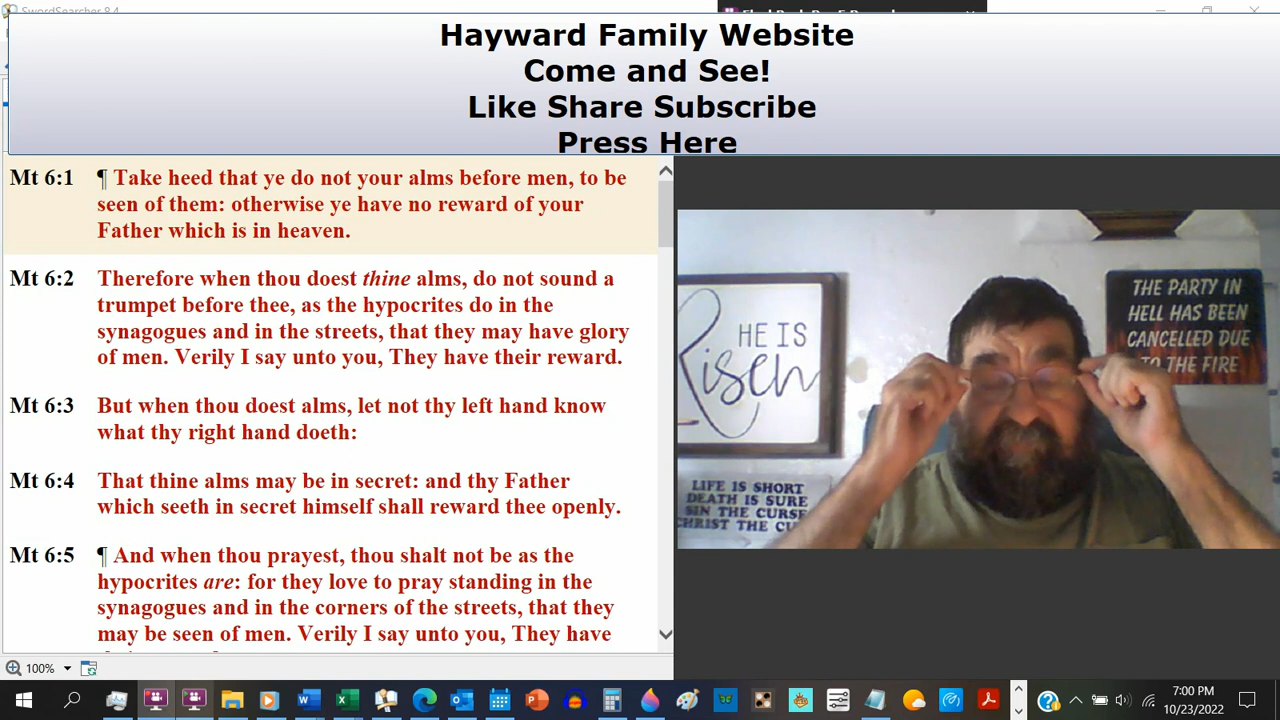 SwordSearcher 8.4
Hayward Family Website
Come and See!
Like Share Subscribe
Press Here
Mt 6:1 ¶ Take heed that ye do not your alms before men, to be
seen of them: otherwise ye have no reward of your
Father which is in heaven.
Mt 6:2 Therefore when thou doest thine alms, do not sound a
trumpet before thee, as the hypocrites do in the
synagogues and in the streets, that they may have glory
of men. Verily I say unto you, They have their reward.
Mt 6:3 But when thou doest alms, let not thy left hand know
what thy right hand doeth:
Mt 6:4 That thine alms may be in secret: and thy Father
which seeth in secret himself shall reward thee openly.
Mt 6:5 ¶ And when thou prayest, thou shalt not be as the
hypocrites are: for they love to pray standing in the
synagogues and in the corners of the streets, that they
may be seen of men. Verily I say unto you, They have
100%
HE IS
Risen
LIFE IS SHORT
DEATH IS SURE
SIN THE CURSE
CHRIST THE CU
THE PARTY IN
HELL HAS BEEN
CANCELLED DUE
TO THE FIRE
7:00 PM
10/23/2022